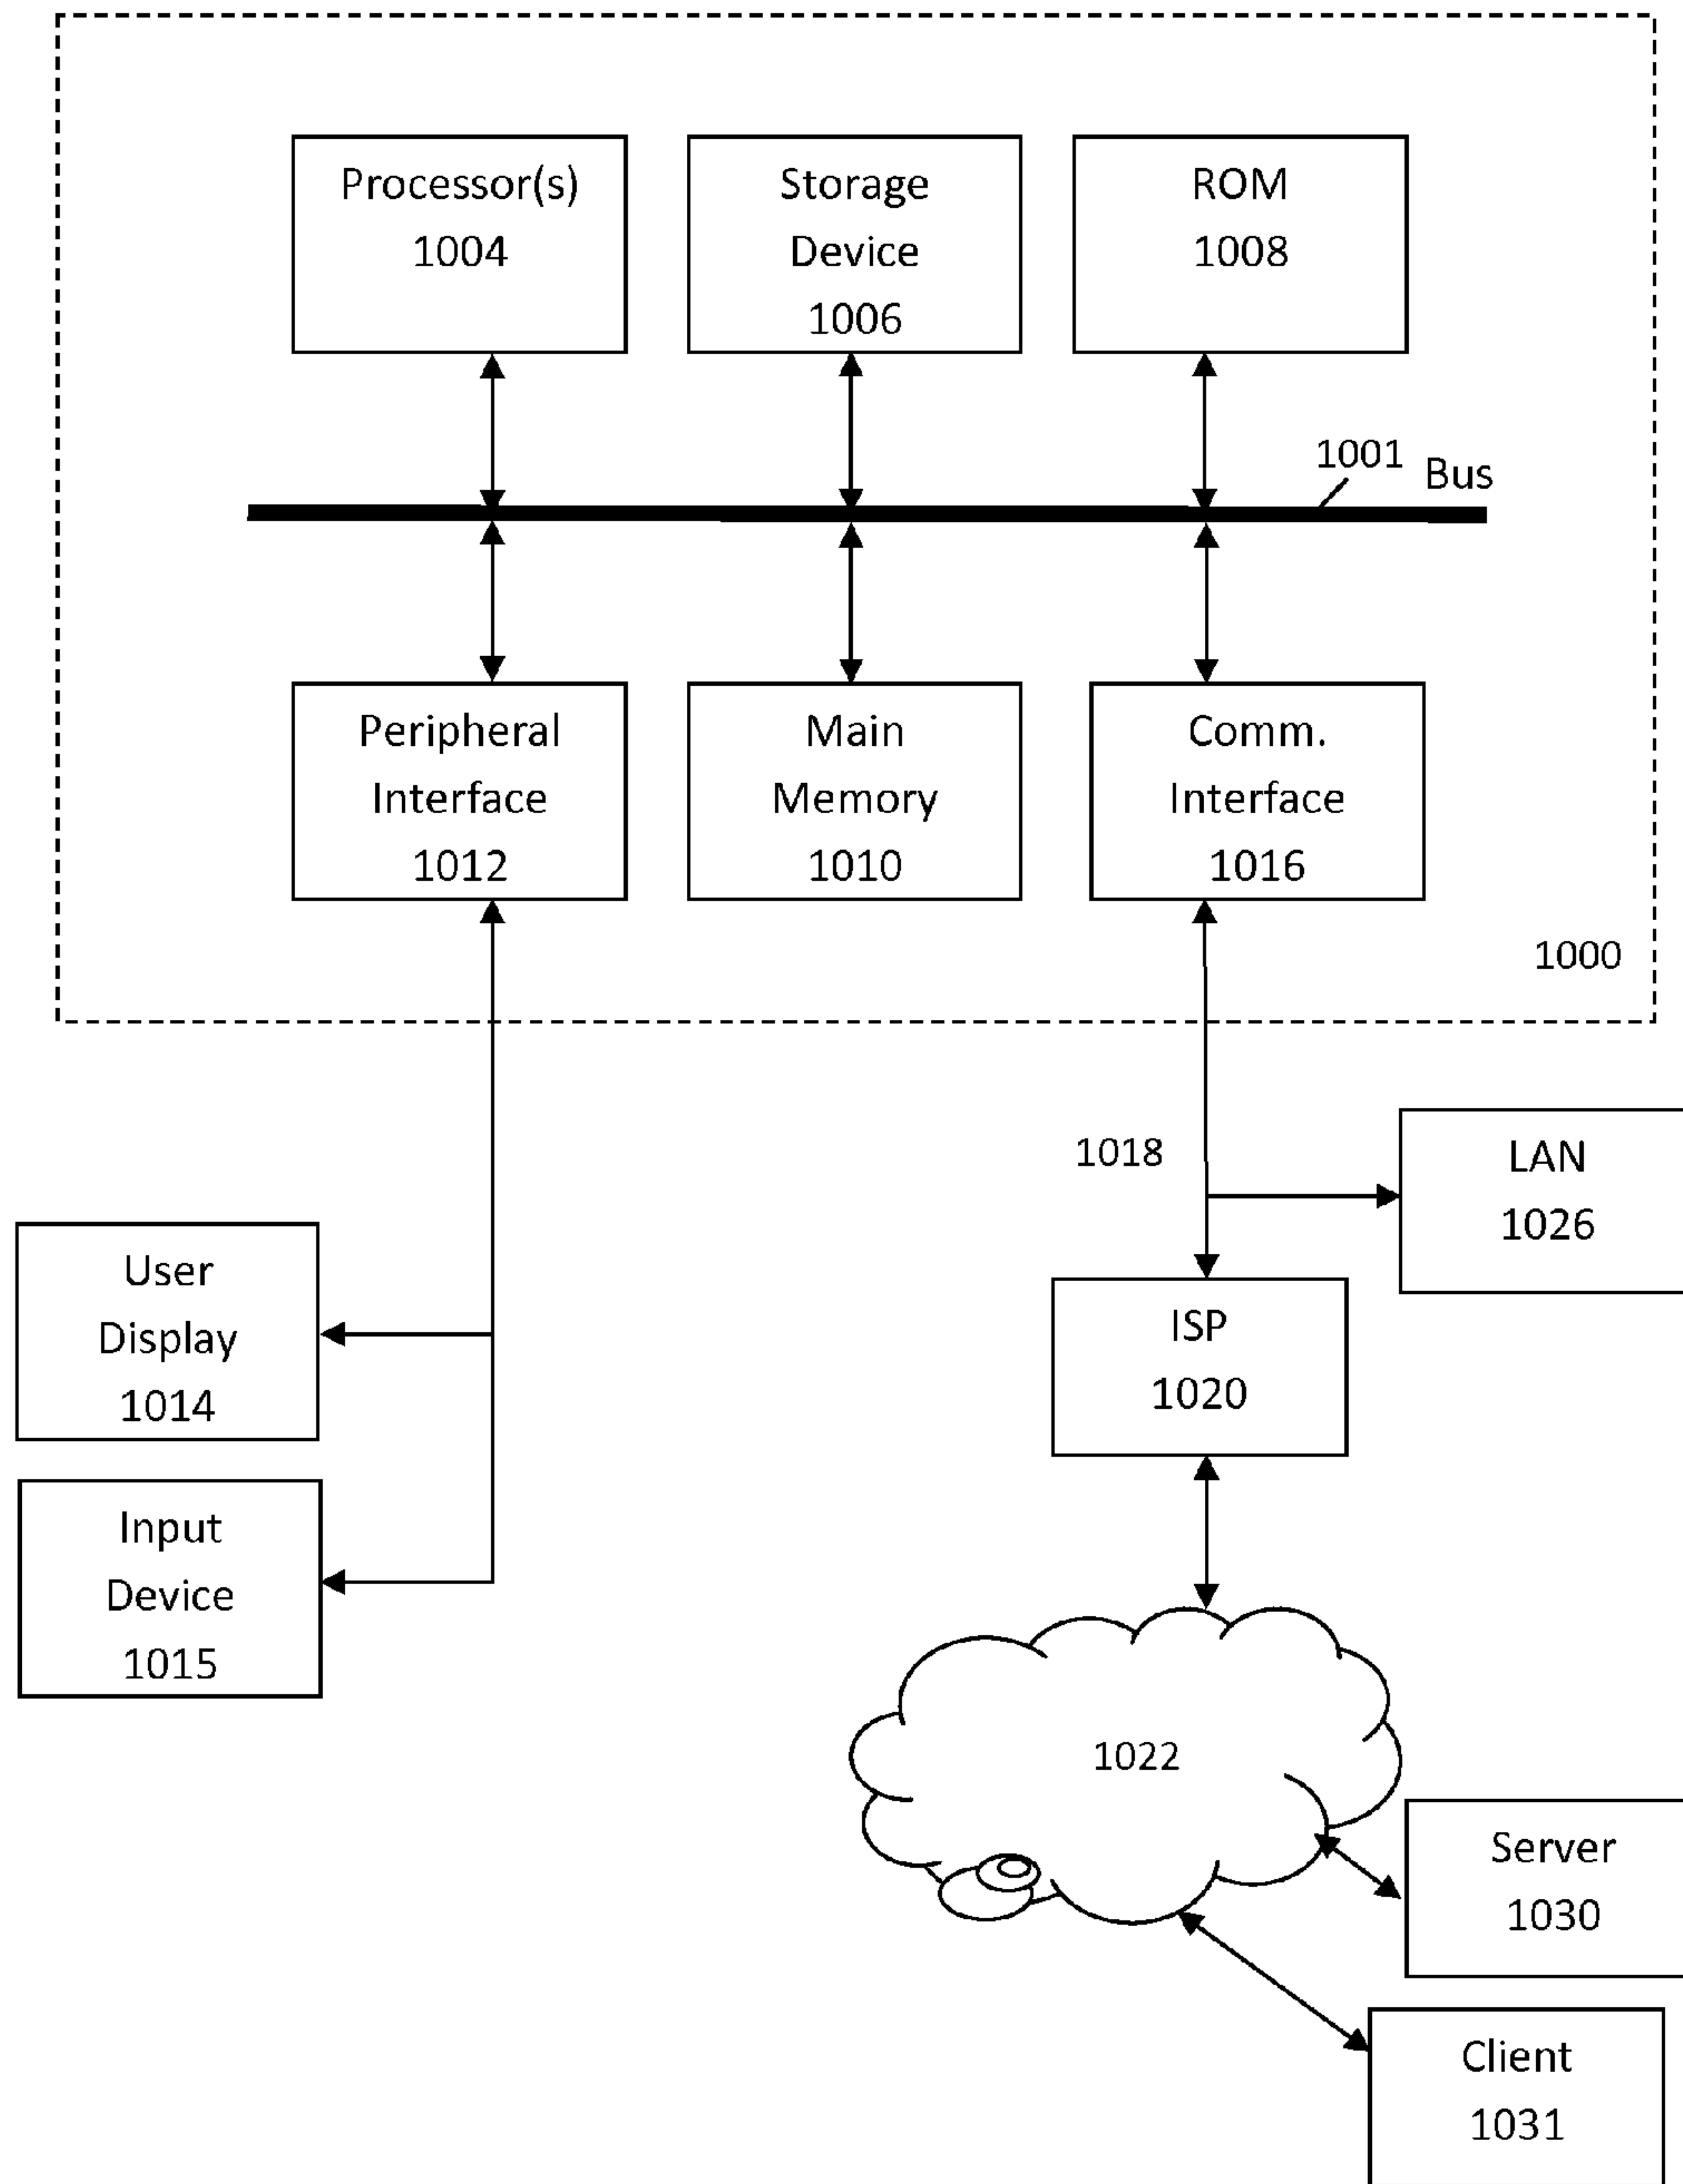 Processor(s)
1004
Storage
Device
1006
ROM
1008
1001
Bus
Peripheral
Interface
1012
Main
Memory
1010
Comm.
Interface
1016
1000
1018
LAN
1026
User
Display
1014
ISP
1020
Input
Device
1015
1022
Server
1030
Client
1031